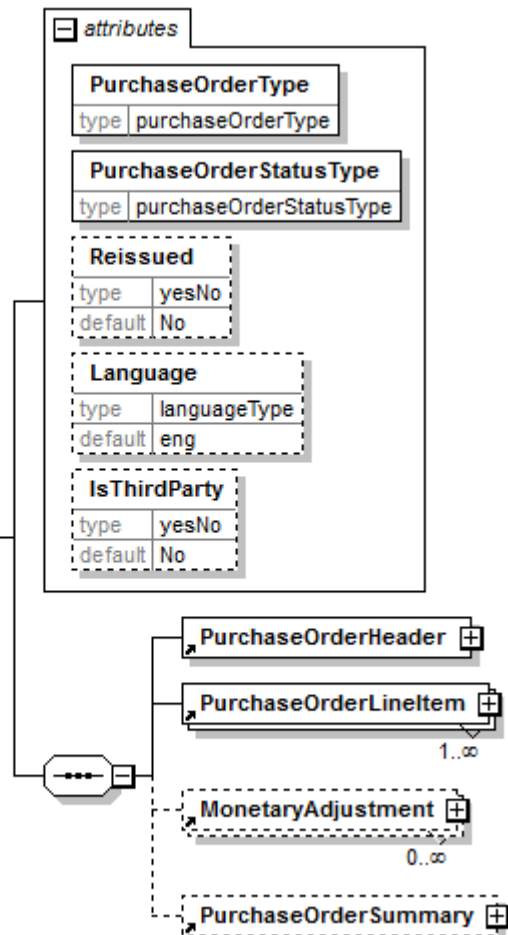 attributes
PurchaseOrderType
type purchaseOrderType
PurchaseOrderStatusType
type purchaseOrderStatusType
Reissued
type yesNo
default No
Language
type languageType
default eng
IsThirdParty
type yesNo
default No
PurchaseOrderHeader
PurchaseOrderLineItem
1..∞
MonetaryAdjustment
0..∞
PurchaseOrderSummary